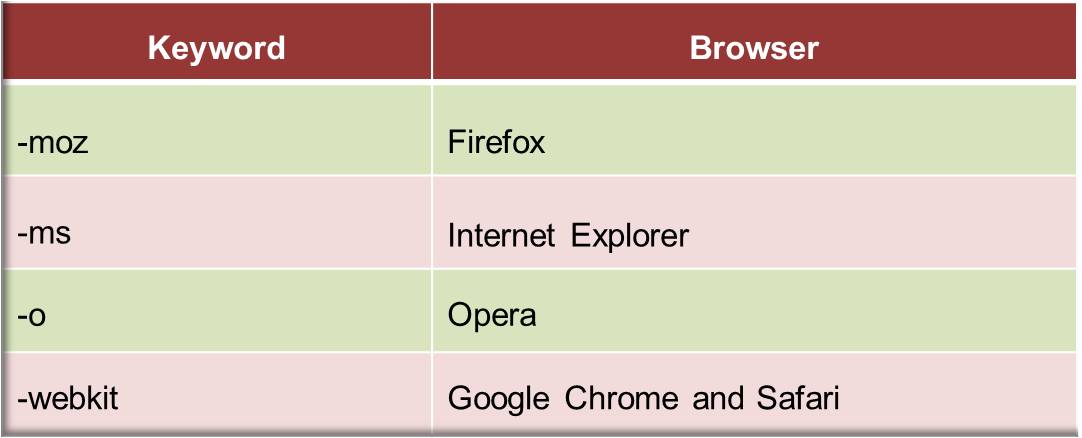 Keyword Browser
-moz Firefox
-ms Internet Explorer
-o Opera
-webkit Google Chrome and Safari